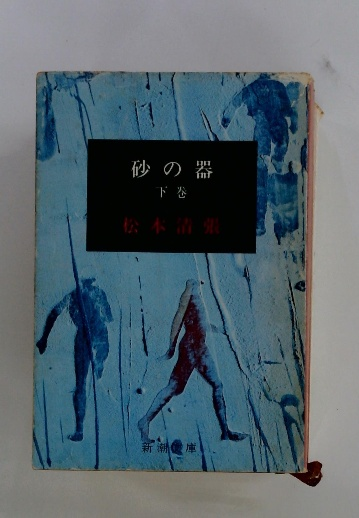 砂の器
下巻
松本清張
新潮文庫